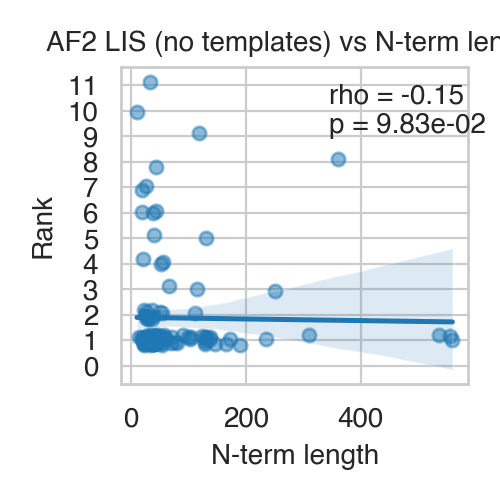 AF2 LIS (no templates) vs N-term len
rho = -0.15
p = 9.83e-02
11
10
9
8
7
6
5
4
3
2
1
0
Rank
0 200 400
N-term length